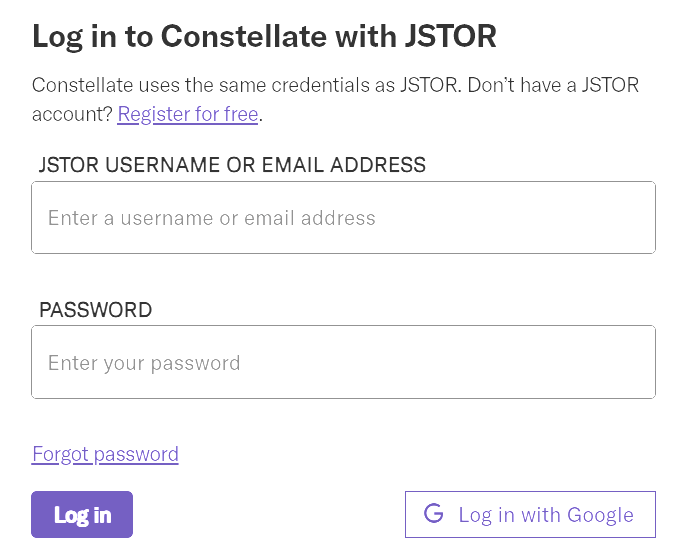 Log in to Constellate with JSTOR
Constellate uses the same credentials as JSTOR. Don’t have a JSTOR
account? Register for free.
JSTOR USERNAME OR EMAIL ADDRESS
Enter a username or email address
PASSWORD
Enter your password
Forgot password
Log in
G Log in with Google